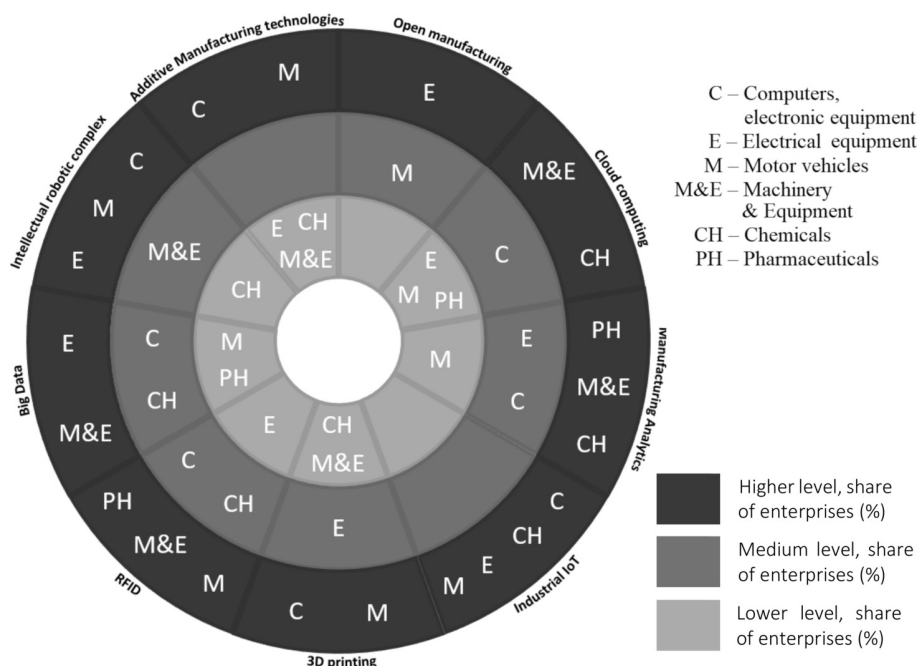 Additive Manufacturing technologies
Open manufacturing
Cloud computing
Manufacturing Analytics
Industrial IoT
3D printing
RFID
Big Data
Intellectual robotic complex
C
M
E
M&E
CH
PH
M&E
CH
C
CH
E
M
M
C
M
M&E
PH
M&E
E
E
M
C
M
C
E
C
E
CH
C
CH
C
M&E
E
M
PH
M
CH
M&E
E
M
PH
CH
E
CH
M&E
C – Computers,
electronic equipment
E – Electrical equipment
M – Motor vehicles
M&E – Machinery
& Equipment
CH – Chemicals
PH – Pharmaceuticals
Higher level, share
of enterprises (%)
Medium level, share
of enterprises (%)
Lower level, share
of enterprises (%)